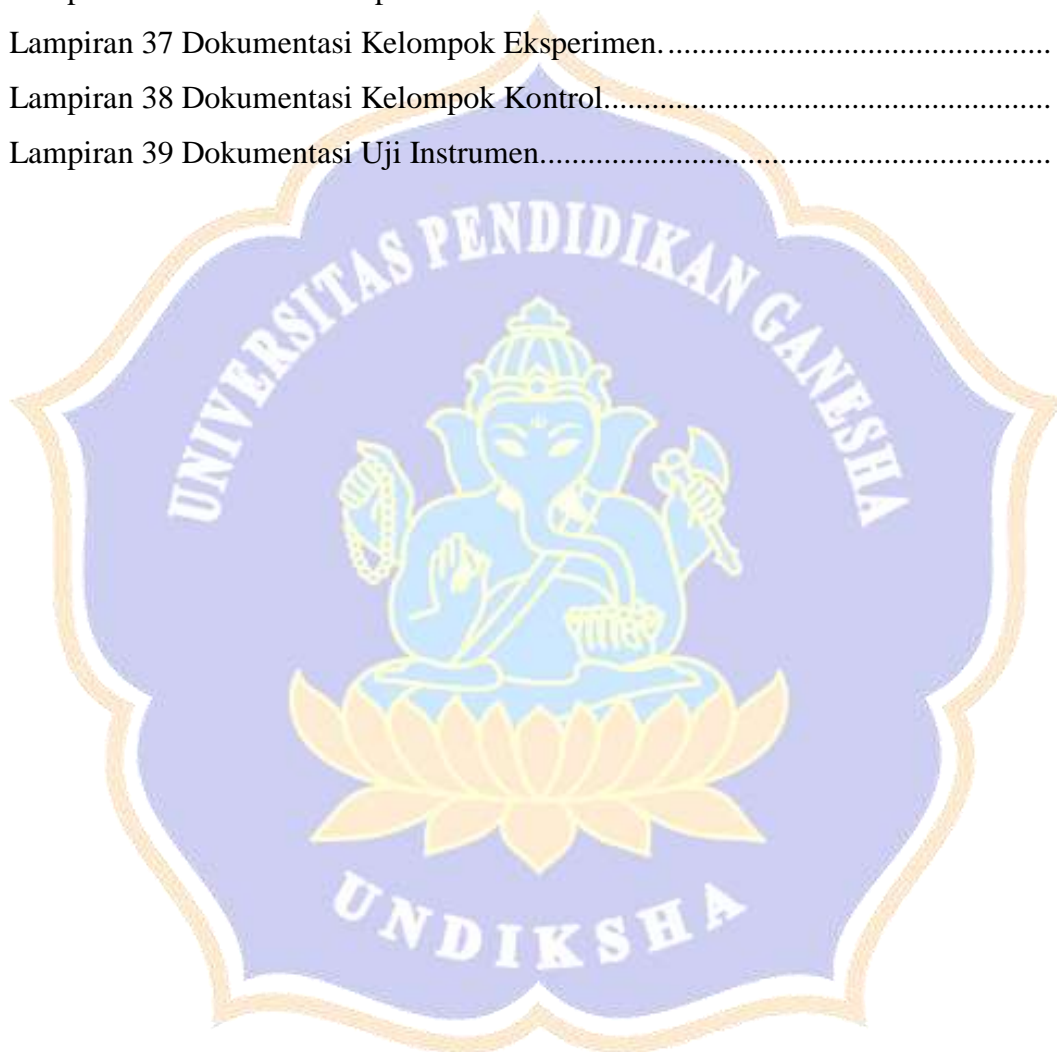 Lampiran 37 Dokumentasi Kelompok Eksperimen. ...............................................
Lampiran 38 Dokumentasi Kelompok Kontrol.......................................................
Lampiran 39 Dokumentasi Uji Instrumen...............................................................
UNIVERSITAS PENDIDIKAN GANESHA
UNDIKSHA